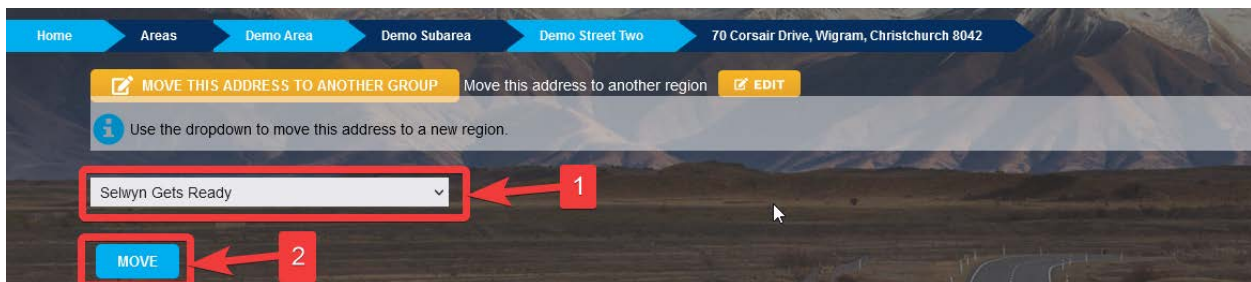 Home Areas Demo Area Demo Subarea Demo Street Two 70 Corsair Drive, Wigram, Christchurch 8042
MOVE THIS ADDRESS TO ANOTHER GROUP Move this address to another region EDIT
Use the dropdown to move this address to a new region.
Selwyn Gets Ready 1
MOVE 2